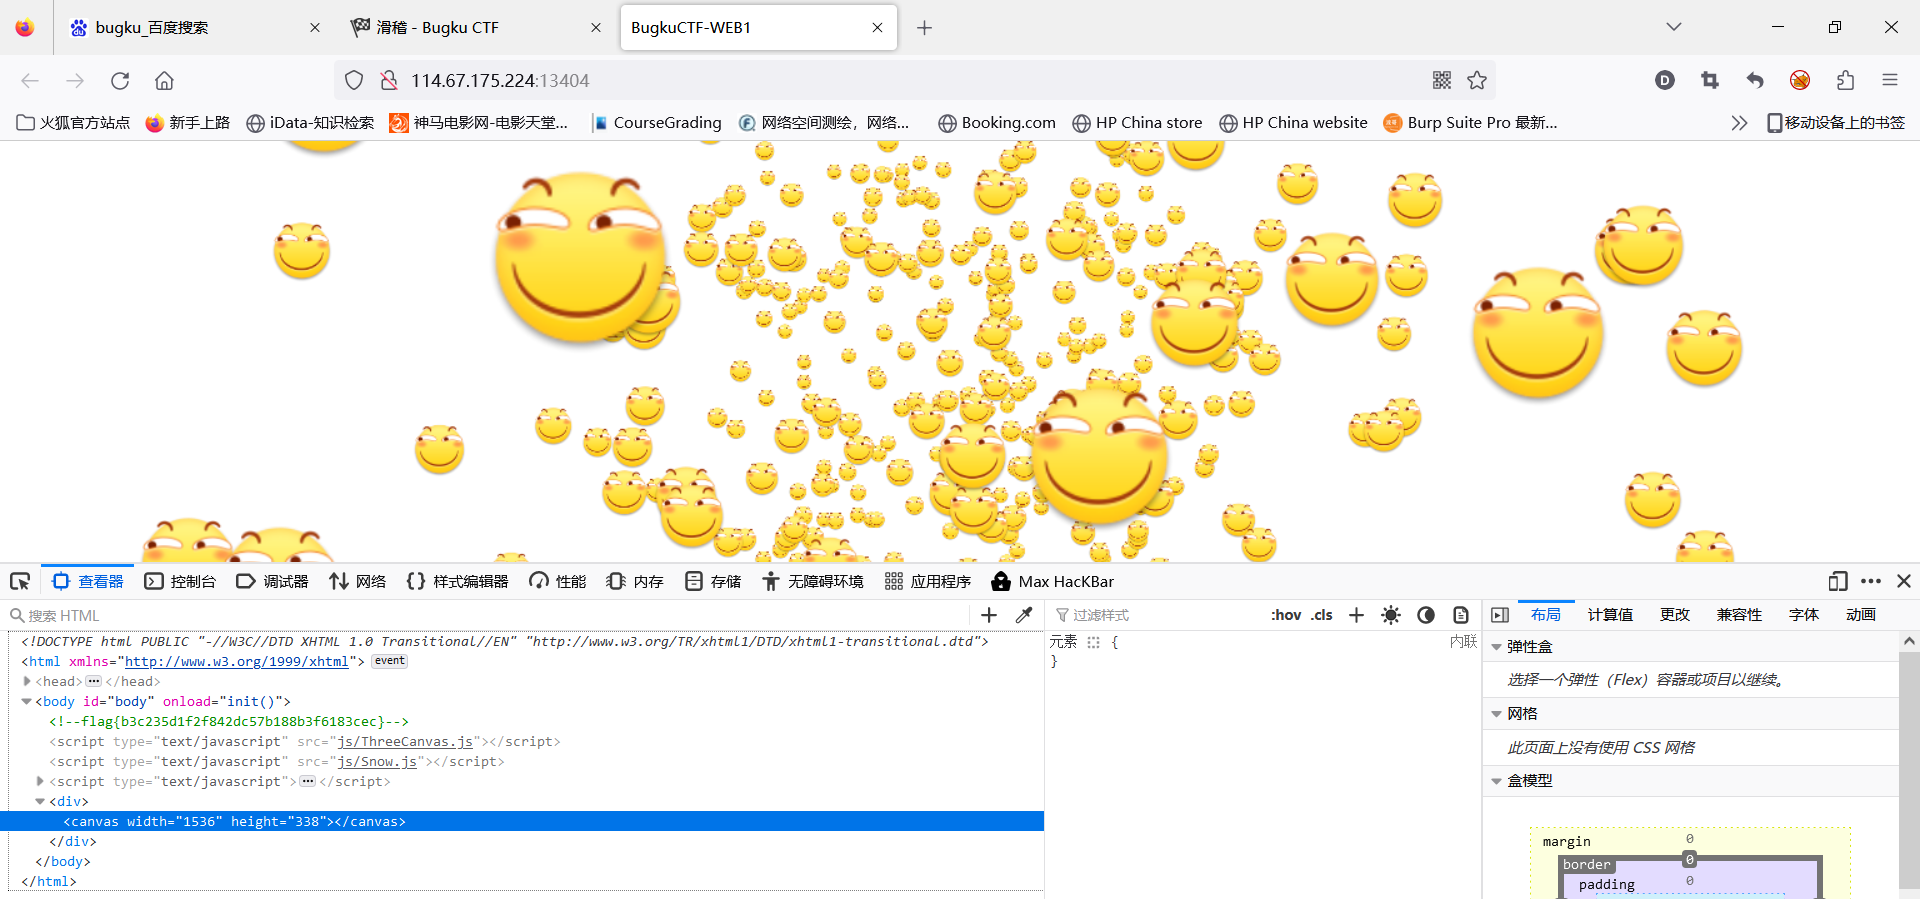 bugku_百度搜索
滑稽 - Bugku CTF
BugkuCTF-WEB1
114.67.175.224:13404
火狐官方站点
新手上路
iData-知识检索
神马电影网-电影天堂...
CourseGrading
网络空间测绘，网络...
Booking.com
HP China store
HP China website
Burp Suite Pro 最新...
移动设备上的书签
查看器
控制台
调试器
网络
样式编辑器
性能
内存
存储
无障碍环境
应用程序
Max HacKBar
搜索 HTML
过滤样式
:hov
.cls
布局
计算值
更改
兼容性
字体
动画
<!DOCTYPE html PUBLIC "-//W3C//DTD XHTML 1.0 Transitional//EN" "http://www.w3.org/TR/xhtml1/DTD/xhtml1-transitional.dtd">
<html xmlns="http://www.w3.org/1999/xhtml"> event
<head>⋯</head>
<body id="body" onload="init()">
<!--flag{b3c235d1f2f842dc57b188b3f6183cec}-->
<script type="text/javascript" src="js/ThreeCanvas.js"></script>
<script type="text/javascript" src="js/Snow.js"></script>
<script type="text/javascript">⋯</script>
<div>
<canvas width="1536" height="338"></canvas>
</div>
</body>
</html>
元素 {
内联
}
弹性盒
选择一个弹性（Flex）容器或项目以继续。
网格
此页面上没有使用 CSS 网格
盒模型
margin
0
border
0
padding
0